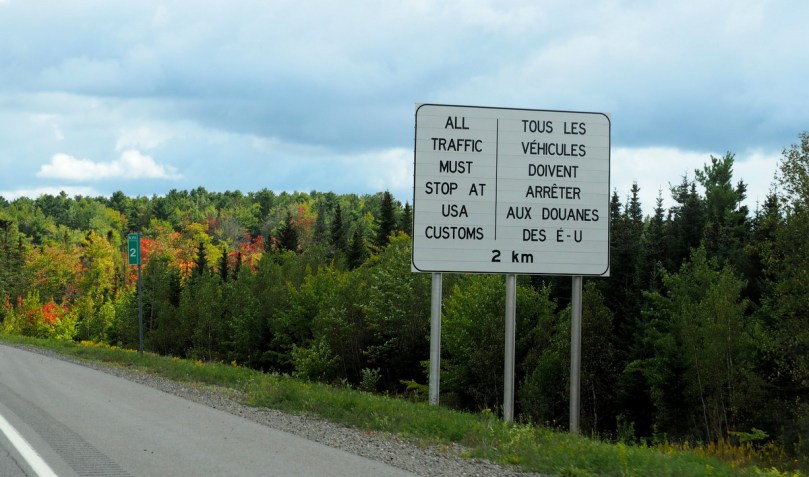 ALL
TRAFFIC
MUST
STOP AT
USA
CUSTOMS
TOUS LES
VÉHICULES
DOIVENT
ARRÊTER
AUX DOUANES
DES É-U
2 km
2